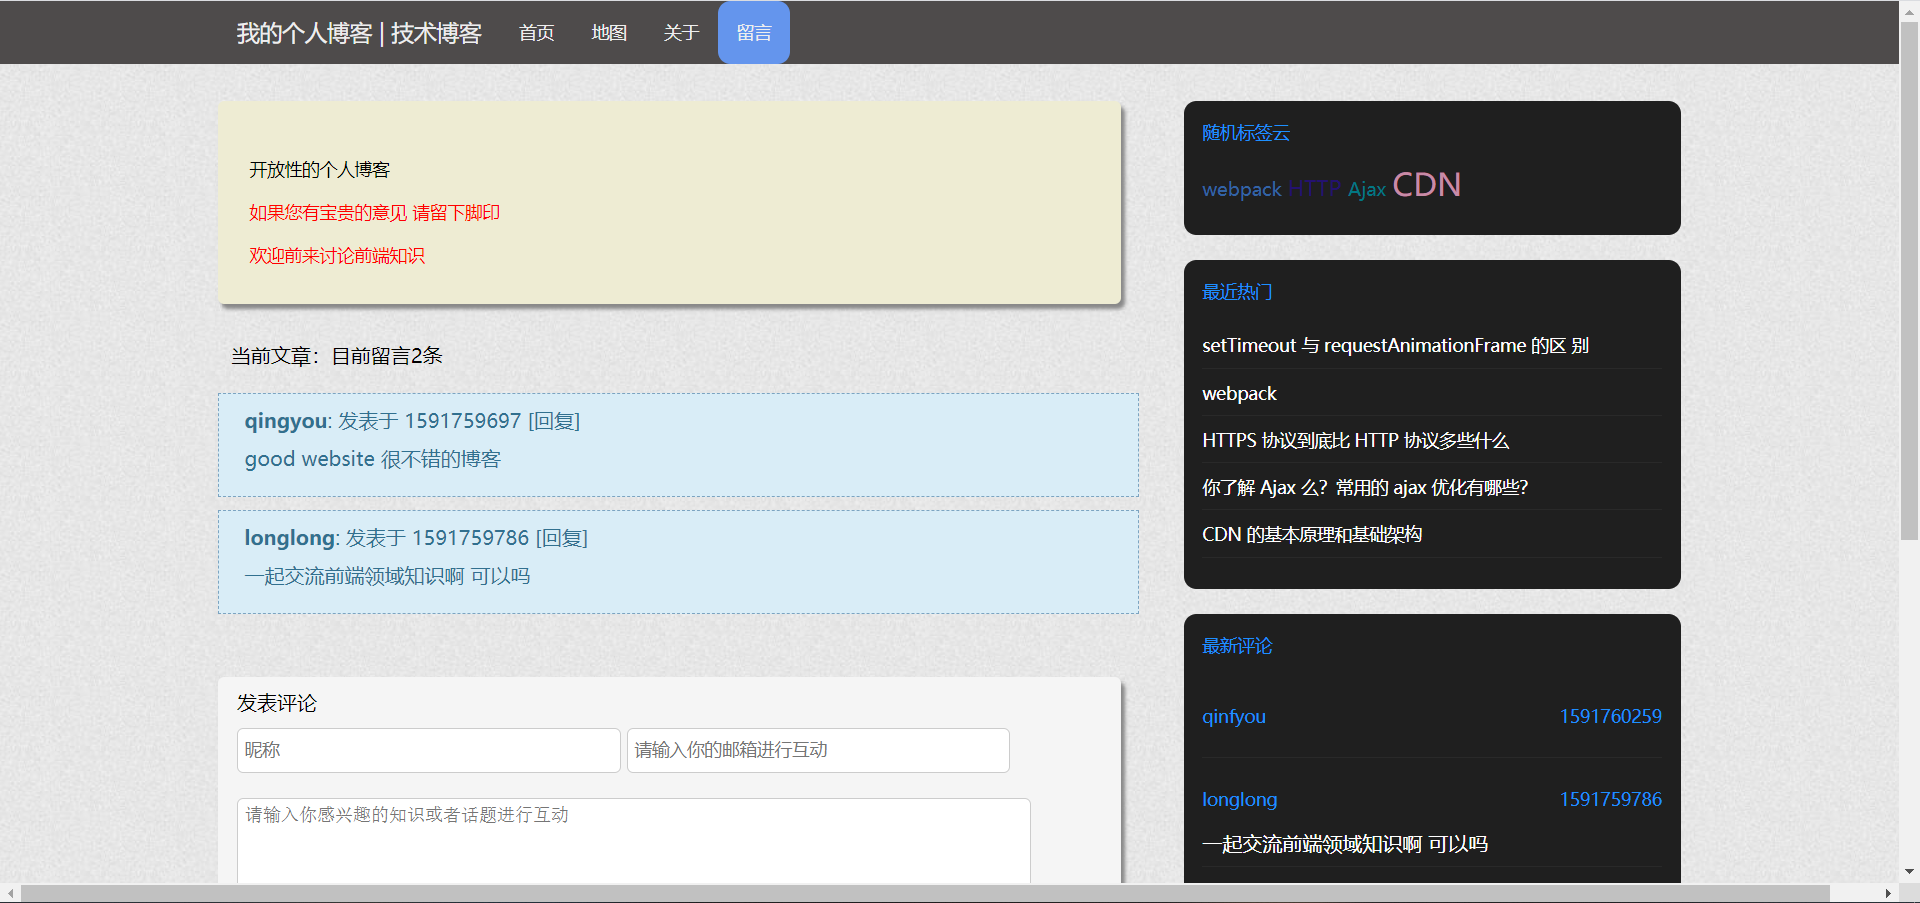 我的个人博客 | 技术博客 首页 地图 关于 留言
开放性的个人博客
如果您有宝贵的意见 请留下脚印
欢迎前来讨论前端知识
当前文章：目前留言2条
qingyou: 发表于 1591759697 [回复]
good website 很不错的博客
longlong: 发表于 1591759786 [回复]
一起交流前端领域知识啊 可以吗
发表评论
昵称 请输入你的邮箱进行互动
请输入你感兴趣的知识或者话题进行互动
随机标签云
webpack HTTP Ajax CDN
最近热门
setTimeout 与 requestAnimationFrame 的区 别
webpack
HTTPS 协议到底比 HTTP 协议多些什么
你了解 Ajax 么？常用的 ajax 优化有哪些？
CDN 的基本原理和基础架构
最新评论
qinfyou 1591760259
longlong 1591759786
一起交流前端领域知识啊 可以吗